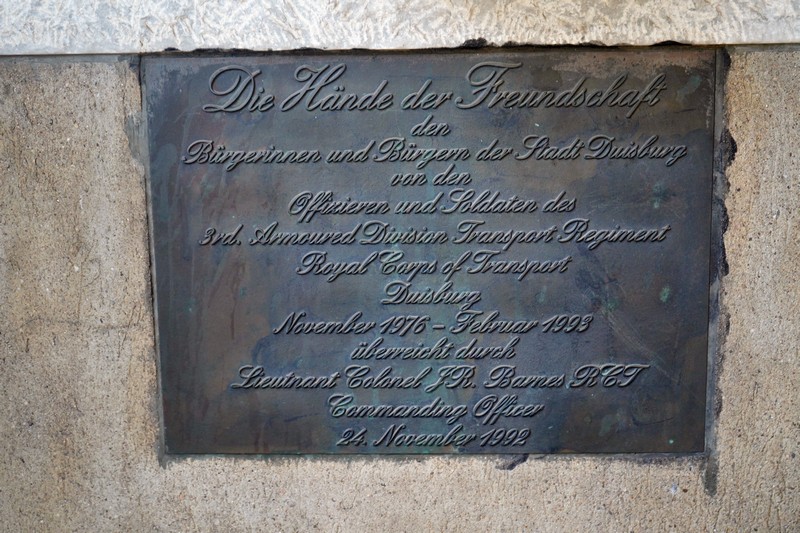 Die Hände der Freundschaft
den
Bürgerinnen und Bürgern der Stadt Duisburg
von den
Offizieren und Soldaten des
3rd. Armoured Division Transport Regiment
Royal Corps of Transport
Duisburg
November 1976 – Februar 1993
überreicht durch
Lieutnant Colonel J.R. Barnes RCT
Commanding Officer
24. November 1992